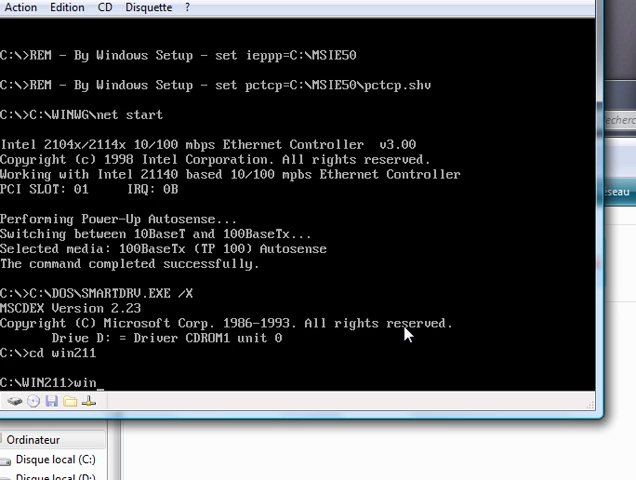 Action Edition CD Disquette ?
C:\>REM - By Windows Setup - set ieppp=C:\MSIE50
C:\>REM - By Windows Setup - set pctcp=C:\MSIE50\pctcp.shv
C:\>C:\WINWG\net start
Intel 2104x/2114x 10/100 mbps Ethernet Controller v3.00
Copyright (c) 1998 Intel Corporation. All rights reserved.
Working with Intel 21140 based 10/100 mpbs Ethernet Controller
PCI SLOT: 01 IRQ: 0B
Performing Power-Up Autosense...
Switching between 10BaseT and 100BaseTx...
Selected media: 100BaseTx (TP 100) Autosense
The command completed successfully.
C:\>C:\DOS\SMARTDRV.EXE /X
MSCDEX Version 2.23
Copyright (C) Microsoft Corp. 1986-1993. All rights reserved.
Drive D: = Driver CDROM1 unit 0
C:\>cd win211
C:\WIN211>win_
echerc
eseau
Ordinateur
Disque local (C:)
Disque local (D:)